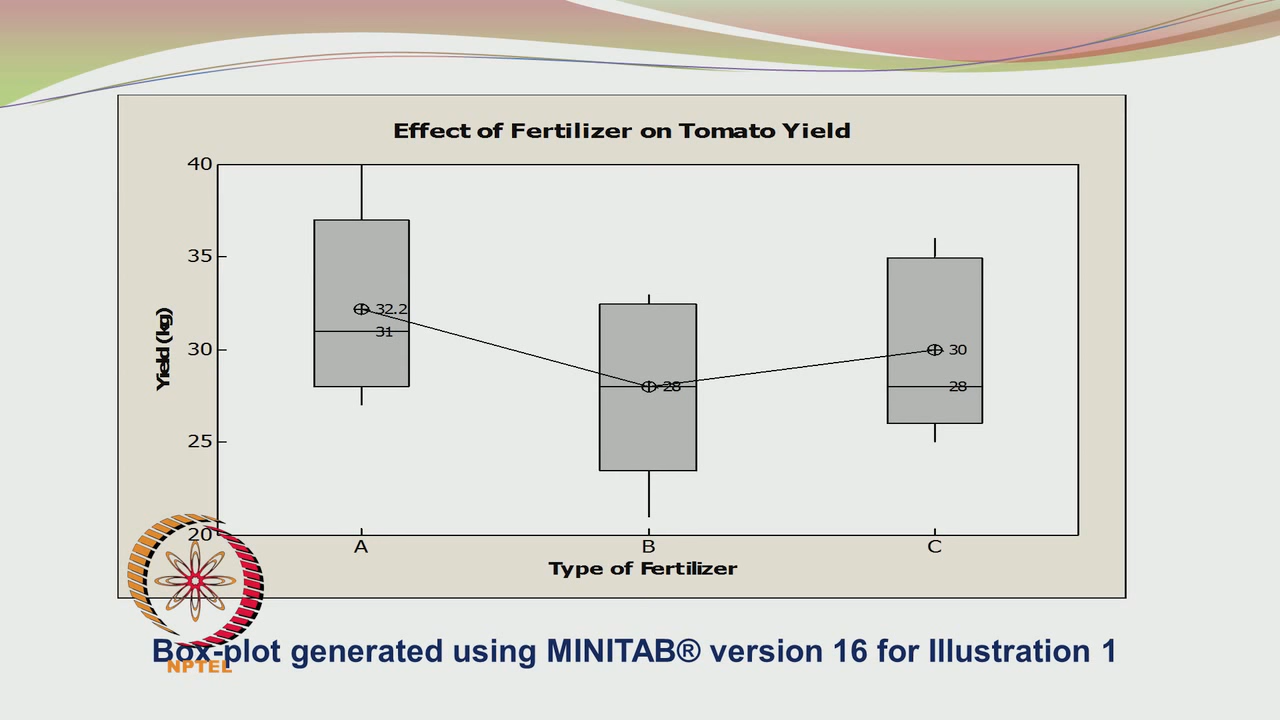 Effect of Fertilizer on Tomato Yield
40
35
30
25
20
Yield (kg)
32.2
31
28
30
28
A B C
Type of Fertilizer
Box-plot generated using MINITAB® version 16 for Illustration 1
NPTEL